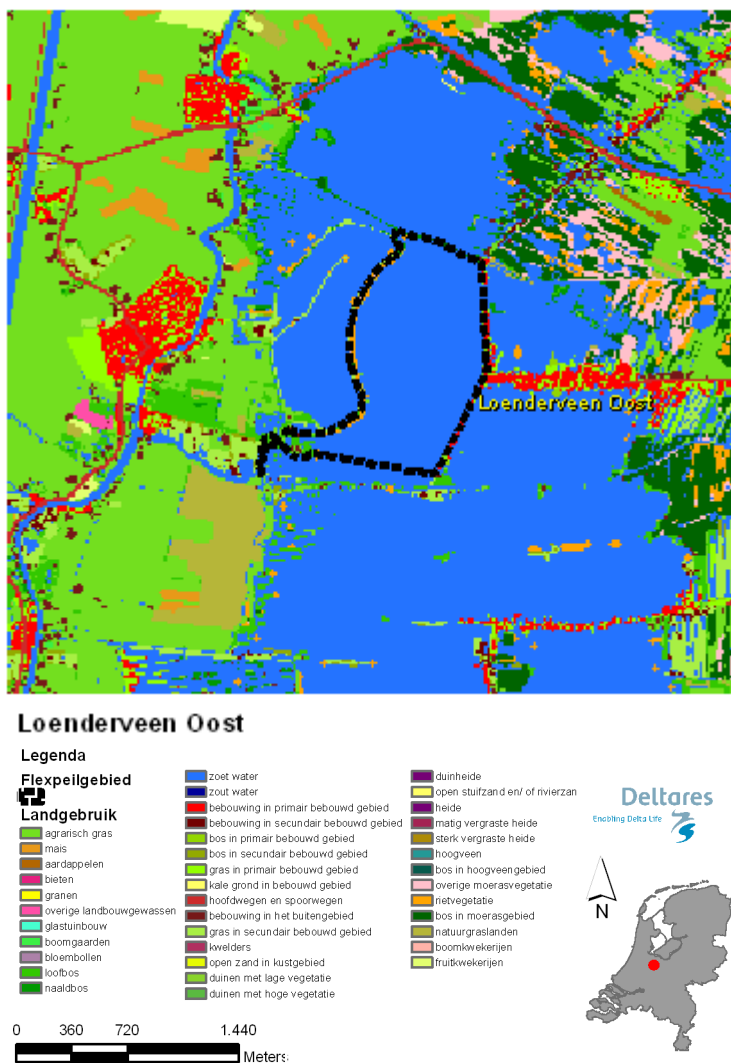 Loenderveen Oost
Loenderveen Oost
Legenda
Flexpeilgebied
Landgebruik
agrarisch gras
mais
aardappelen
bieten
granen
overige landbouwgewassen
glastuinbouw
boomgaarden
bloembollen
loofbos
naaldbos
zoet water
zout water
bebouwing in primair bebouwd gebied
bebouwing in secundair bebouwd gebied
bos in primair bebouwd gebied
bos in secundair bebouwd gebied
gras in primair bebouwd gebied
kale grond in bebouwd gebied
hoofdwegen en spoorwegen
bebouwing in het buitengebied
gras in secundair bebouwd gebied
kwelders
open zand in kustgebied
duinen met lage vegetatie
duinen met hoge vegetatie
duinheide
open stuifzand en/ of rivierzan
heide
matig vergraste heide
sterk vergraste heide
hoogveen
bos in hoogveengebied
overige moerasvegetatie
rietvegetatie
bos in moerasgebied
natuurgraslanden
boomkwekerijen
fruitkwekerijen
Deltares
Enabling Delta Life
N
0 360 720 1.440
Meters